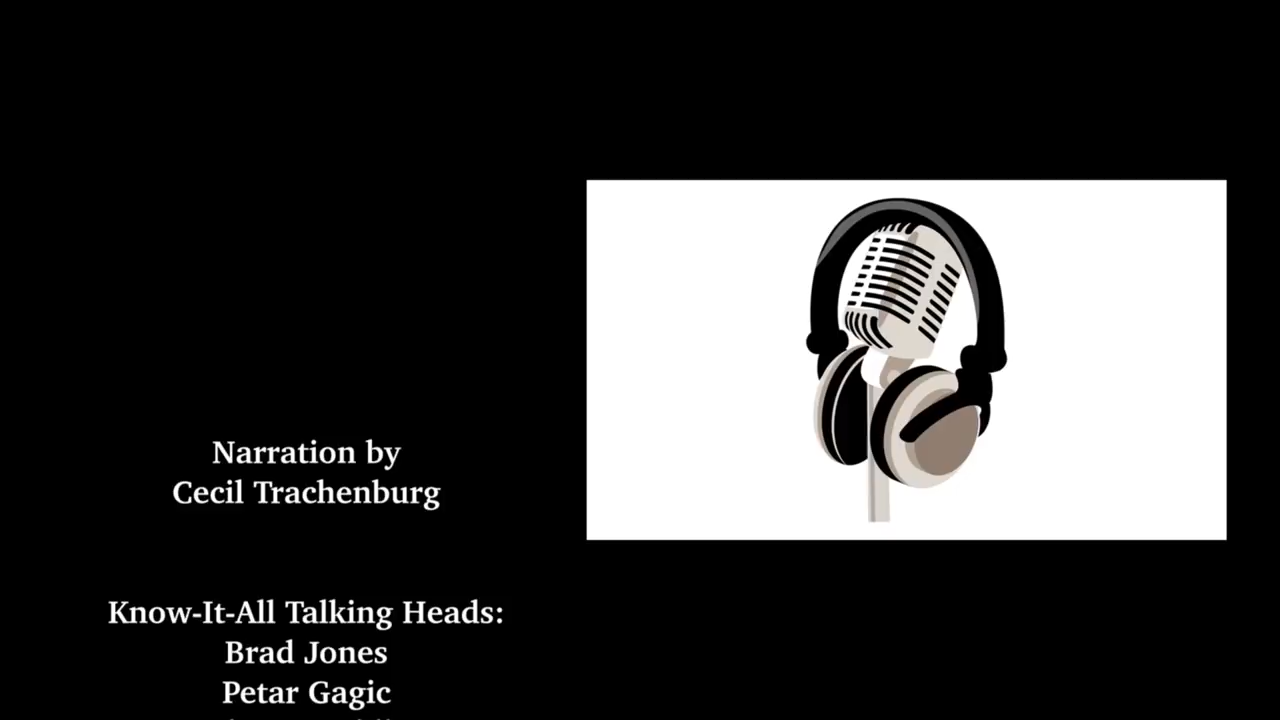 Narration by
Cecil Trachenburg
Know-It-All Talking Heads:
Brad Jones
Petar Gagic